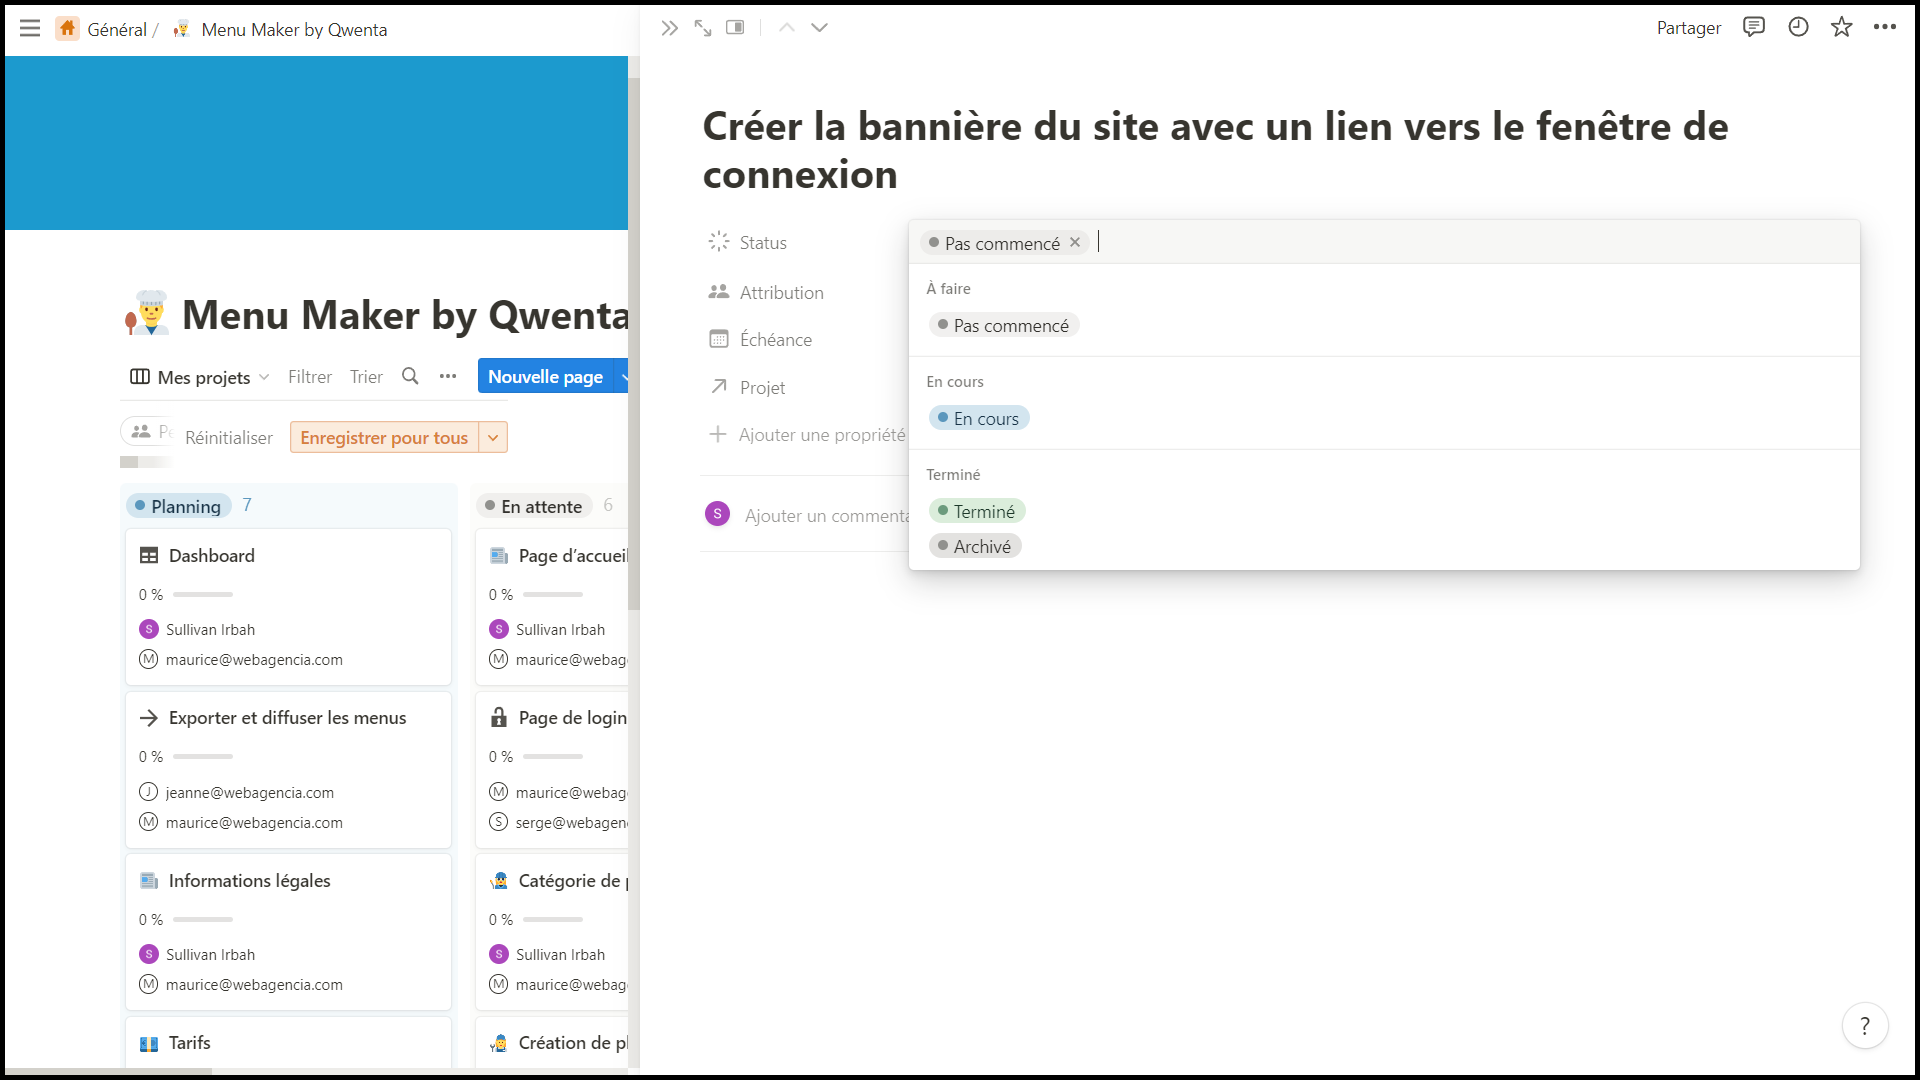 Général /
Menu Maker by Qwenta
Menu Maker by Qwenta
Mes projets
Filtrer
Trier
Nouvelle page
Réinitialiser
Enregistrer pour tous
Planning 7
Dashboard
0 %
Sullivan Irbah
M maurice@webagencia.com
Exporter et diffuser les menus
0 %
J jeanne@webagencia.com
M maurice@webagencia.com
Informations légales
0 %
S Sullivan Irbah
M maurice@webagencia.com
Tarifs
En attente 6
Page d’accueil
0 %
S Sullivan Irbah
M maurice@webag
Page de login
0 %
M maurice@webag
S serge@webagen
Catégorie de p
0 %
S Sullivan Irbah
M maurice@webag
Création de pl
Partager
Créer la bannière du site avec un lien vers le fenêtre de
connexion
Status
Attribution
Échéance
Projet
Ajouter une propriété
S Ajouter un commenta
Pas commencé
À faire
Pas commencé
En cours
En cours
Terminé
Terminé
Archivé
?